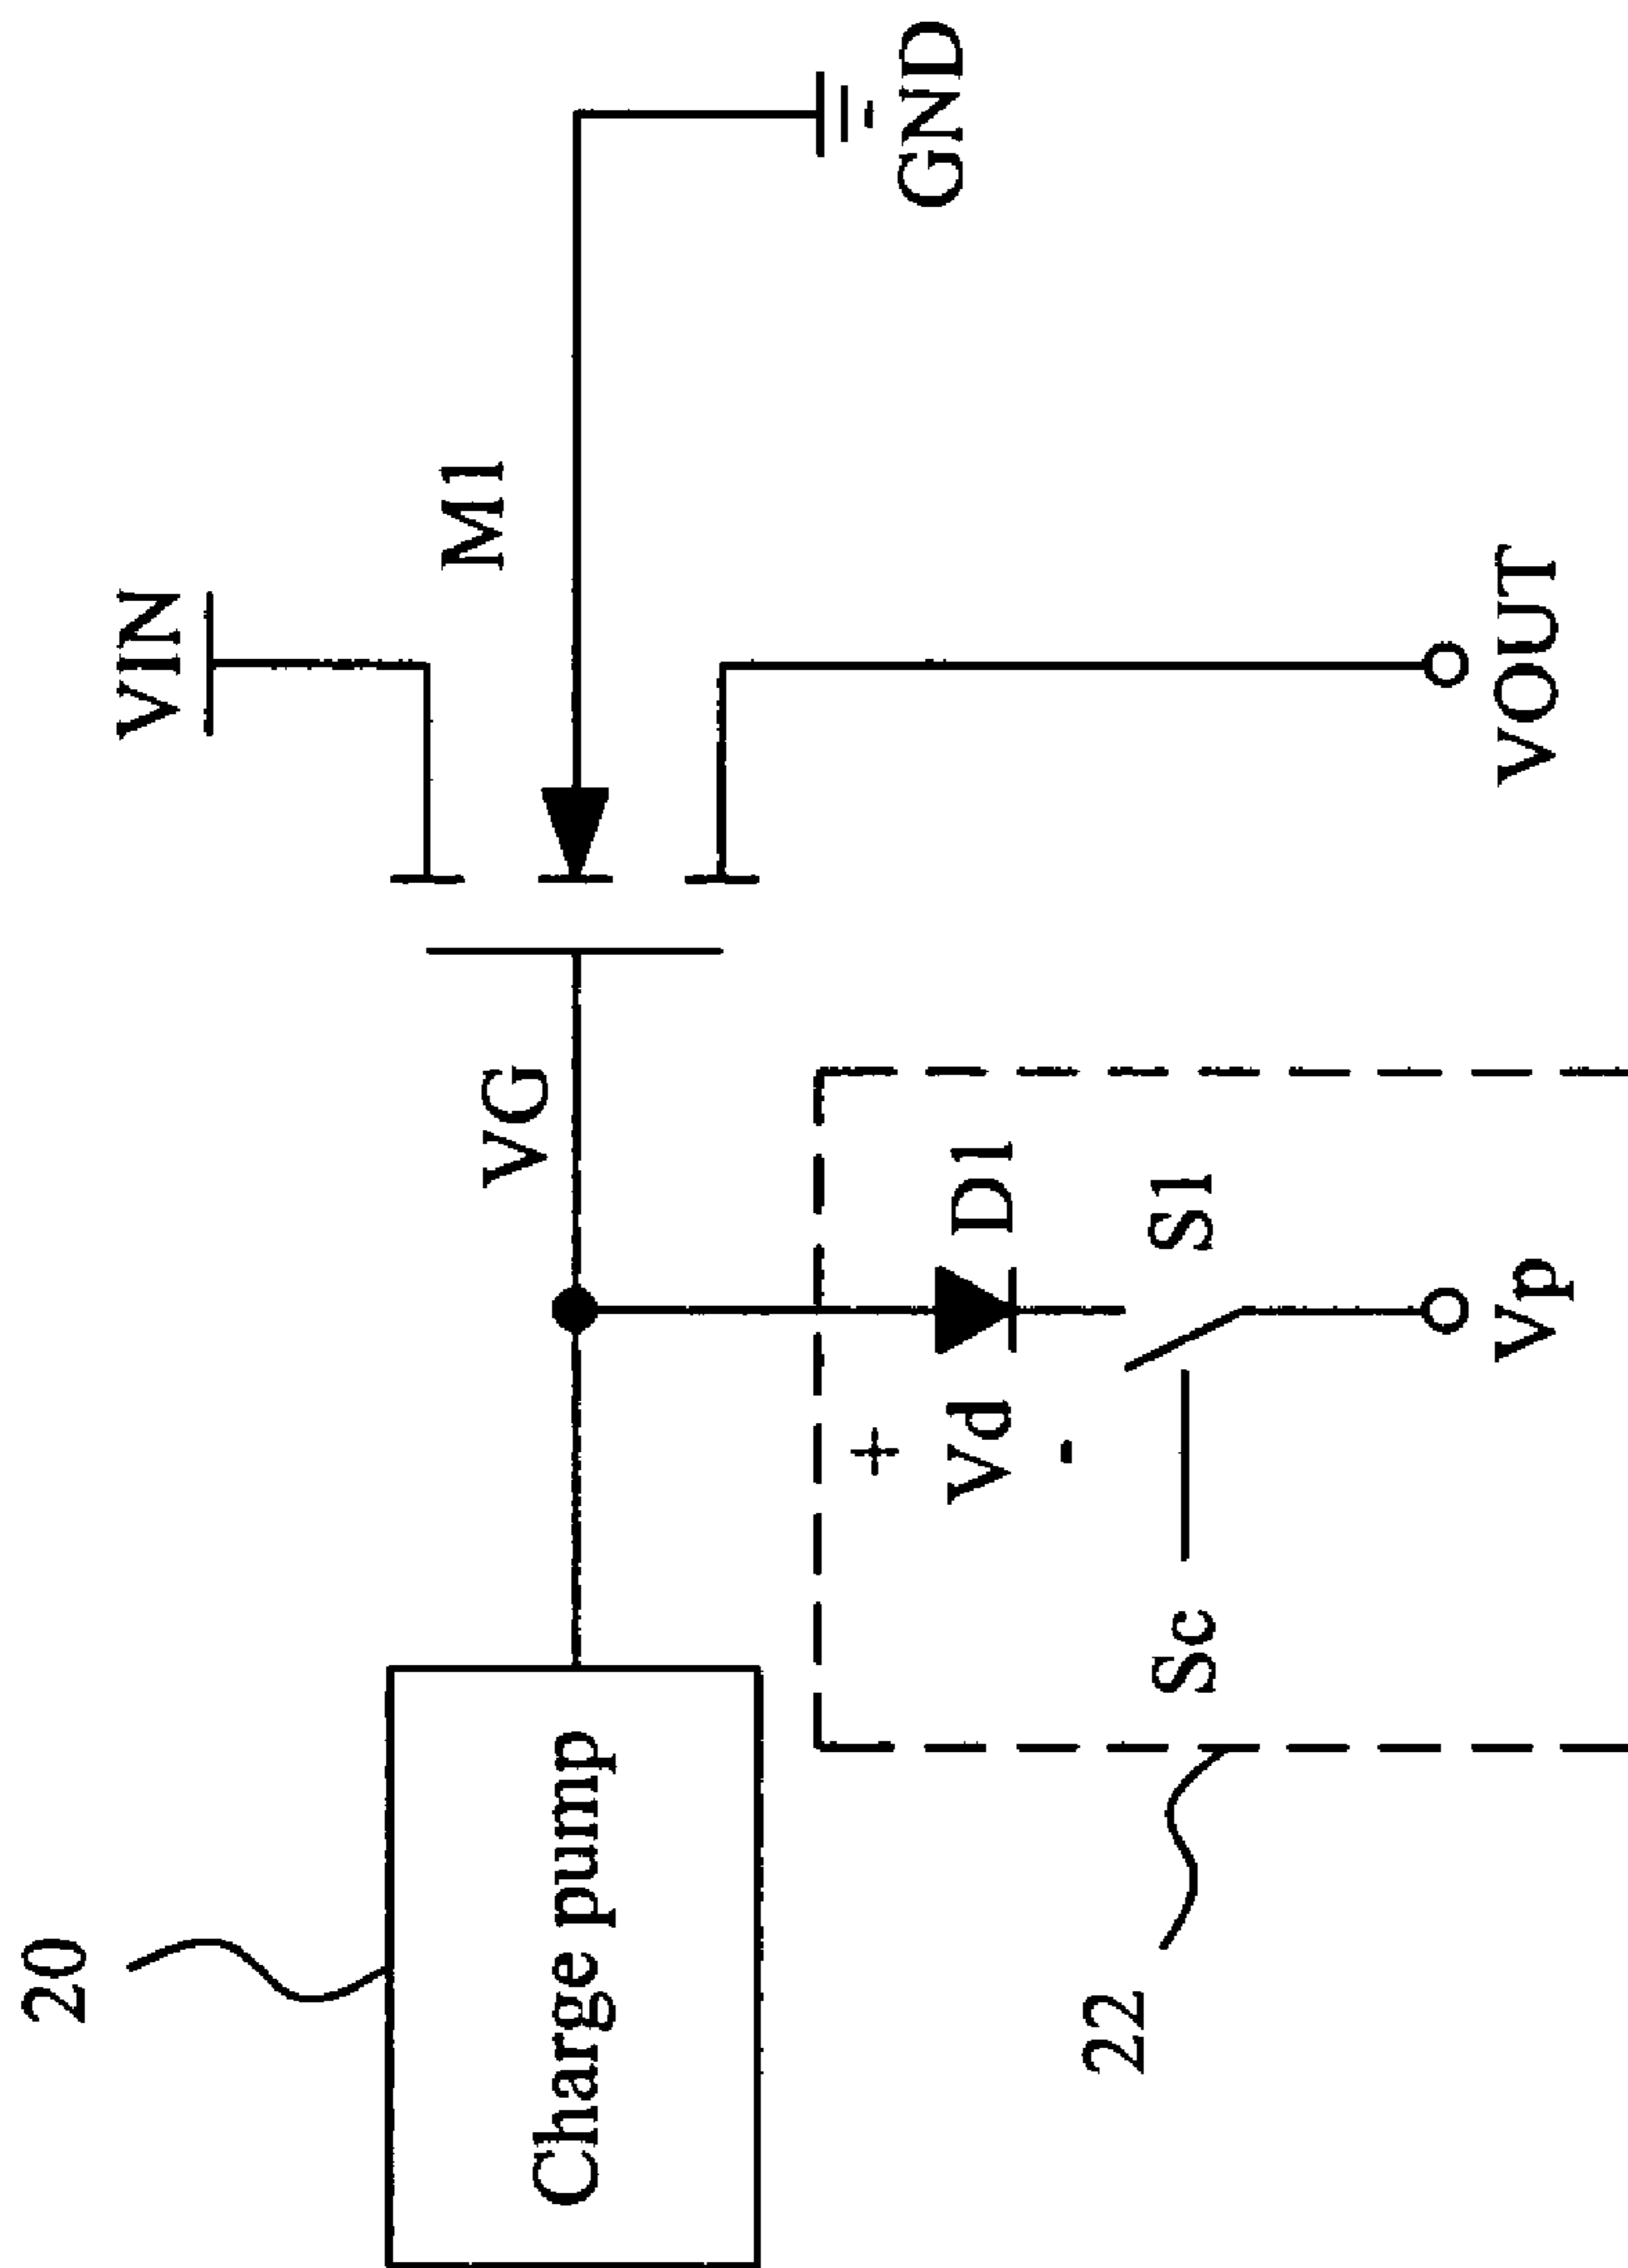 20
VIN
M1
VG
Charge pump
+
GND
Vd
D1
-
22
Sc
S1
Vp
VOUT